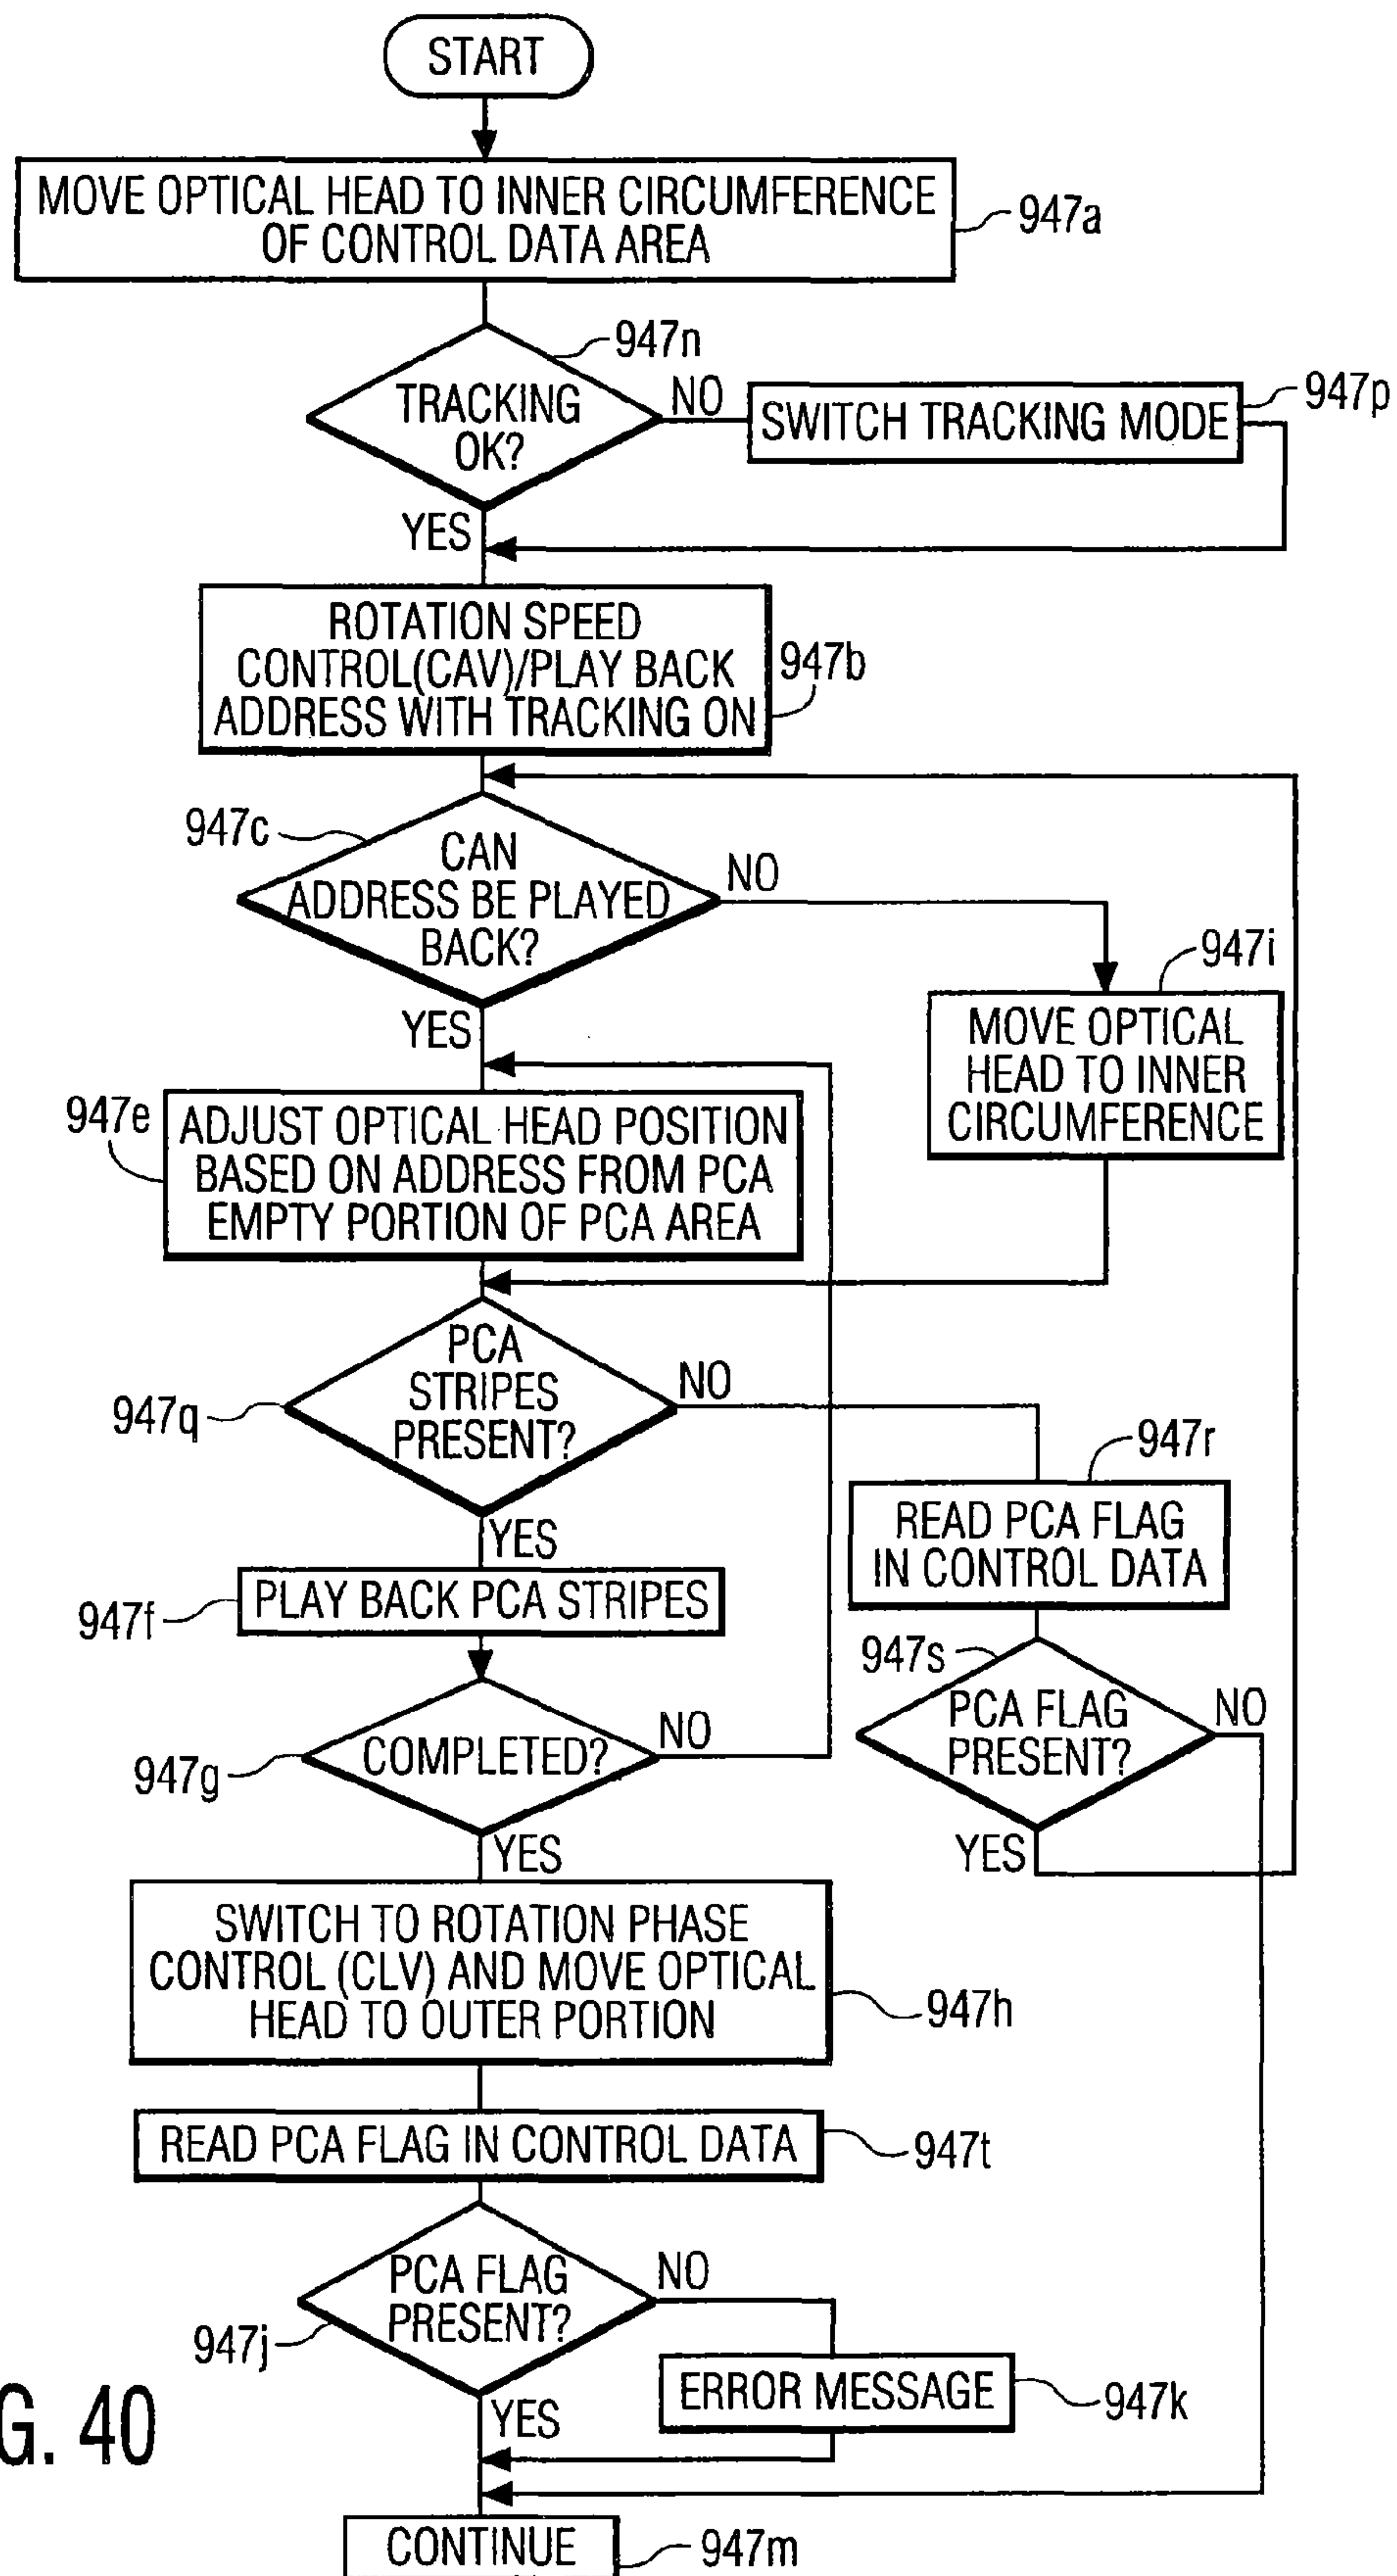 START
MOVE OPTICAL HEAD TO INNER CIRCUMFERENCE
OF CONTROL DATA AREA
947a
947n
TRACKING
OK?
NO
SWITCH TRACKING MODE
947p
YES
ROTATION SPEED
CONTROL(CAV)/PLAY BACK
ADDRESS WITH TRACKING ON
947b
947c
CAN
ADDRESS BE PLAYED
BACK?
NO
YES
947i
MOVE OPTICAL
HEAD TO INNER
CIRCUMFERENCE
947e
ADJUST OPTICAL HEAD POSITION
BASED ON ADDRESS FROM PCA
EMPTY PORTION OF PCA AREA
PCA
STRIPES
PRESENT?
NO
947q
YES
947r
READ PCA FLAG
IN CONTROL DATA
PLAY BACK PCA STRIPES
947f
947s
PCA FLAG
PRESENT?
NO
YES
COMPLETED?
NO
947g
YES
SWITCH TO ROTATION PHASE
CONTROL (CLV) AND MOVE OPTICAL
HEAD TO OUTER PORTION
947h
READ PCA FLAG IN CONTROL DATA
947t
PCA FLAG
PRESENT?
NO
947j
YES
ERROR MESSAGE
947k
G. 40
CONTINUE
947m